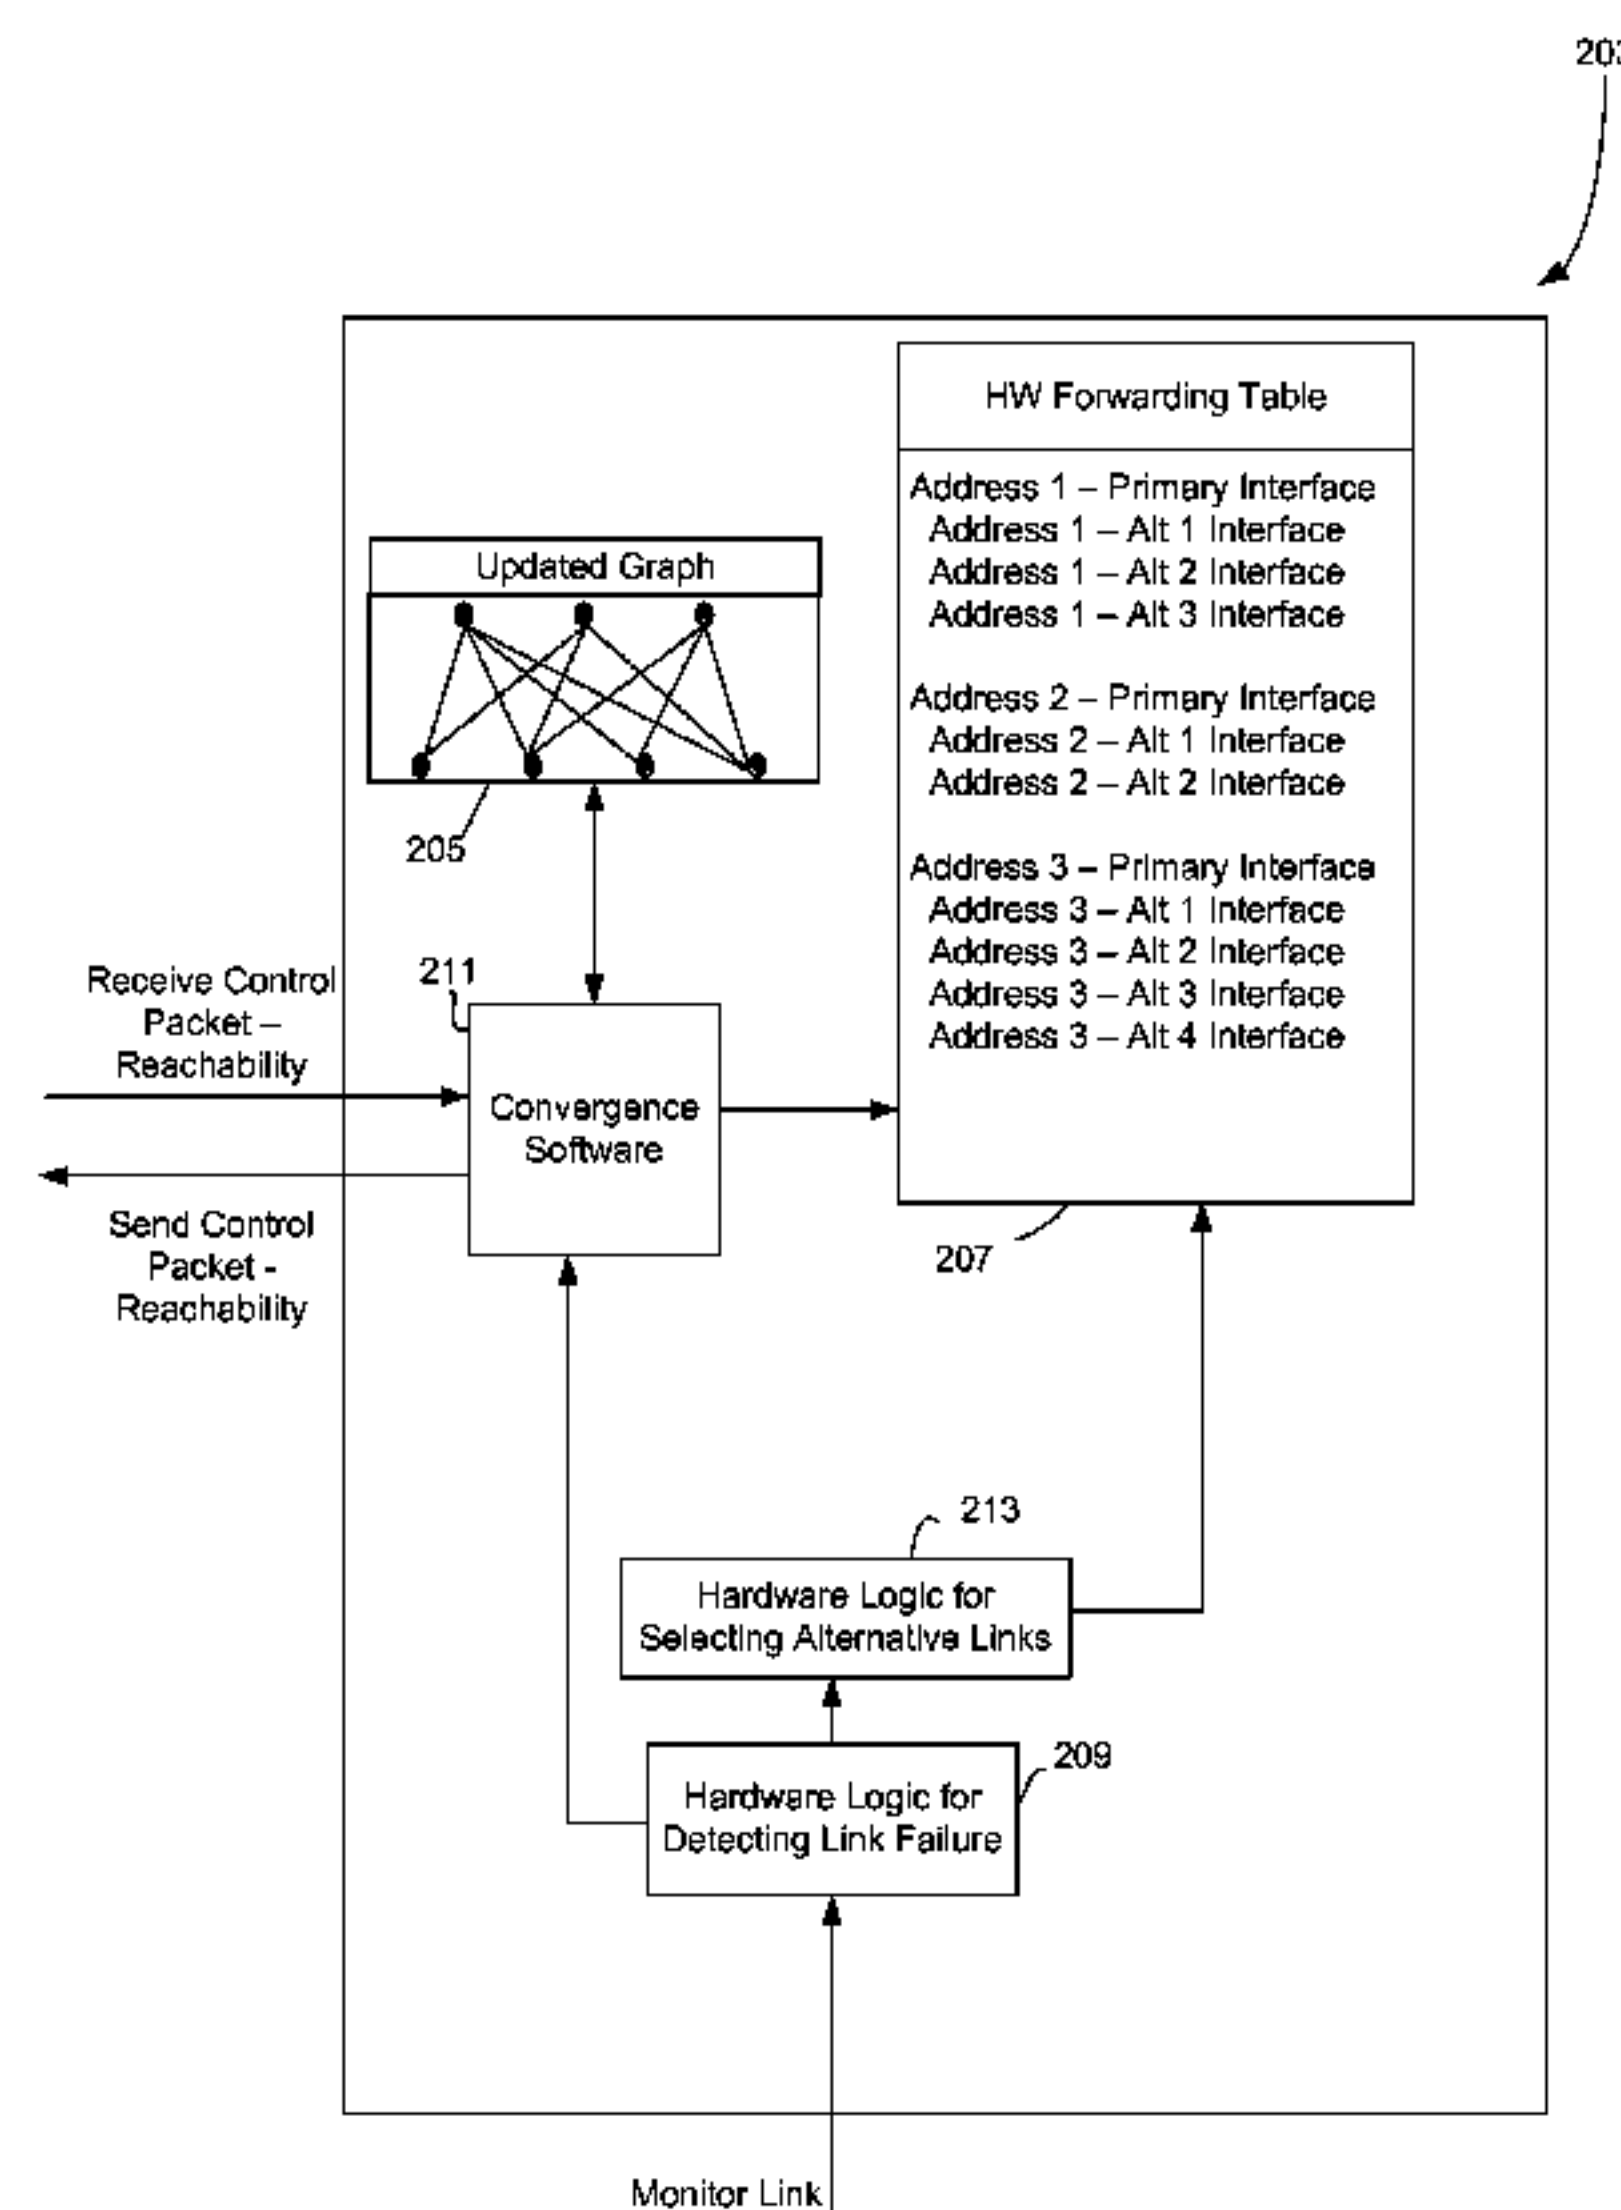 HW Forwarding Table
Address 1 – Primary Interface
Address 1 – Alt 1 Interface
Address 1 – Alt 2 Interface
Address 1 – Alt 3 Interface
Address 2 – Primary Interface
Address 2 – Alt 1 Interface
Address 2 – Alt 2 Interface
Address 3 – Primary Interface
Address 3 – Alt 1 Interface
Address 3 – Alt 2 Interface
Address 3 – Alt 3 Interface
Address 3 – Alt 4 Interface
Updated Graph
205
211
Receive Control
Packet –
Reachability
Convergence
Software
Send Control
Packet -
Reachability
207
213
Hardware Logic for
Selecting Alternative Links
209
Hardware Logic for
Detecting Link Failure
Monitor Link